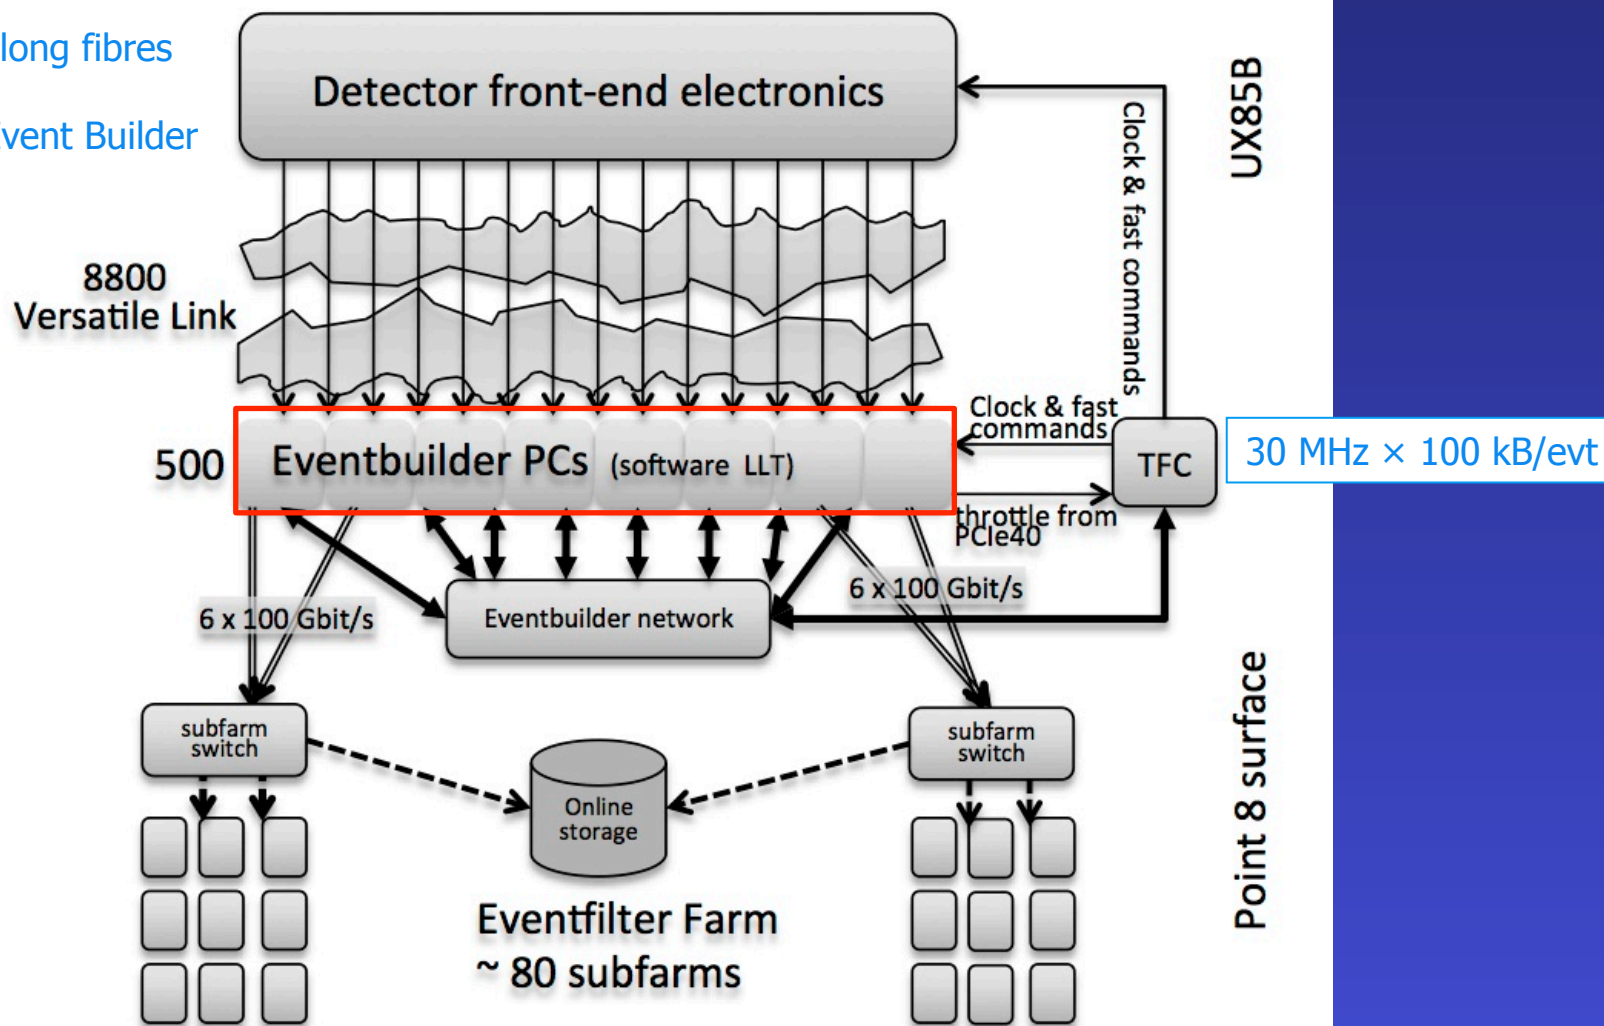 long fibres
Event Builder
Detector front-end electronics
UX85B
Clock & fast commands
8800
Versatile Link
500
Eventbuilder PCs (software LLT)
Clock & fast
commands
TFC
30 MHz × 100 kB/evt
throttle from
PCIe40
6 x 100 Gbit/s
Eventbuilder network
6 x 100 Gbit/s
subfarm
switch
Online
storage
subfarm
switch
Point 8 surface
Eventfilter Farm
~ 80 subfarms